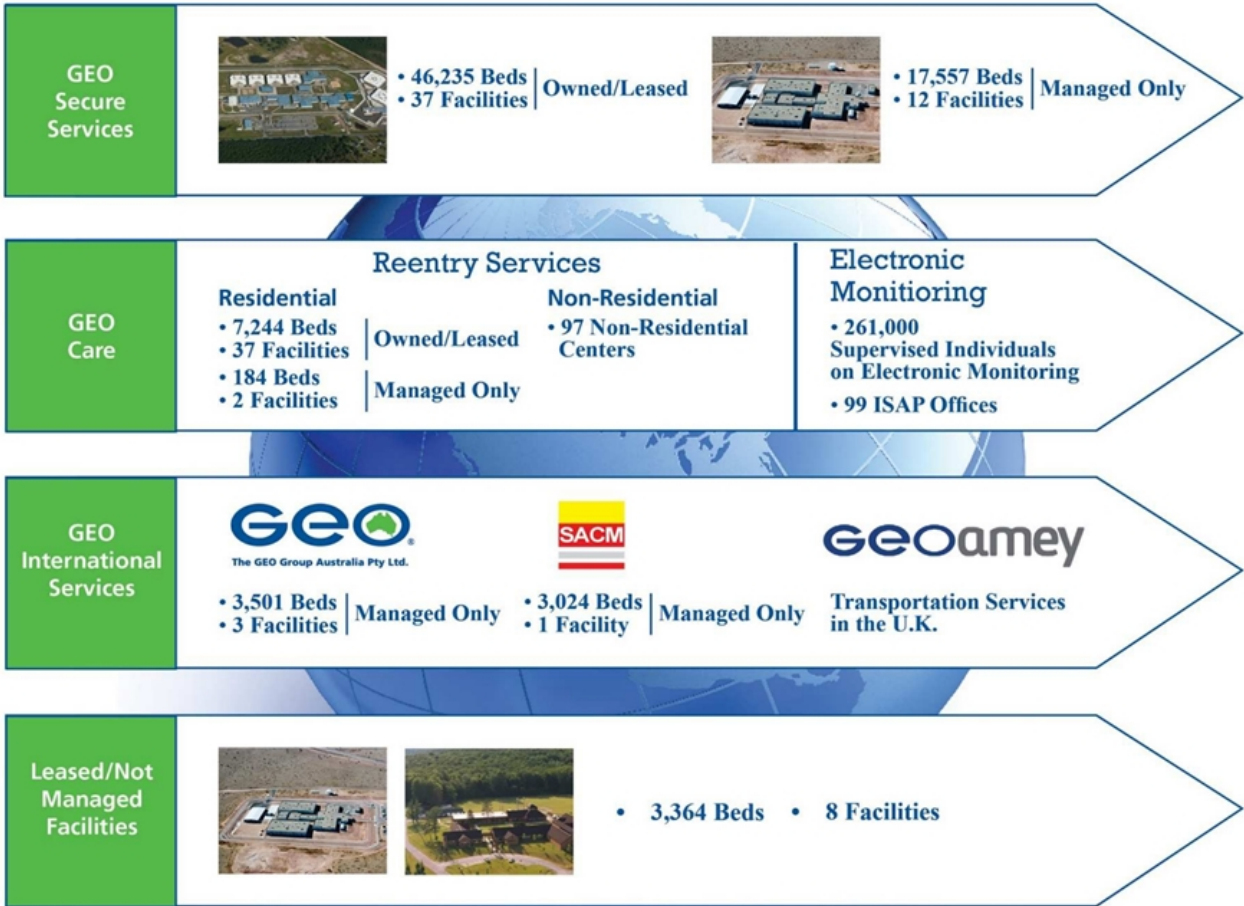 GEO
Secure
Services
• 46,235 Beds
• 37 Facilities
Owned/Leased
• 17,557 Beds
• 12 Facilities
Managed Only
GEO
Care
Reentry Services
Residential
• 7,244 Beds
• 37 Facilities
Owned/Leased
• 184 Beds
• 2 Facilities
Managed Only
Non-Residential
• 97 Non-Residential
Centers
Electronic
Monitioring
• 261,000
Supervised Individuals
on Electronic Monitoring
• 99 ISAP Offices
GEO
International
Services
GEO®
The GEO Group Australia Pty Ltd.
• 3,501 Beds
• 3 Facilities
Managed Only
SACM
• 3,024 Beds
• 1 Facility
Managed Only
GEOamey
Transportation Services
in the U.K.
Leased/Not
Managed
Facilities
• 3,364 Beds • 8 Facilities